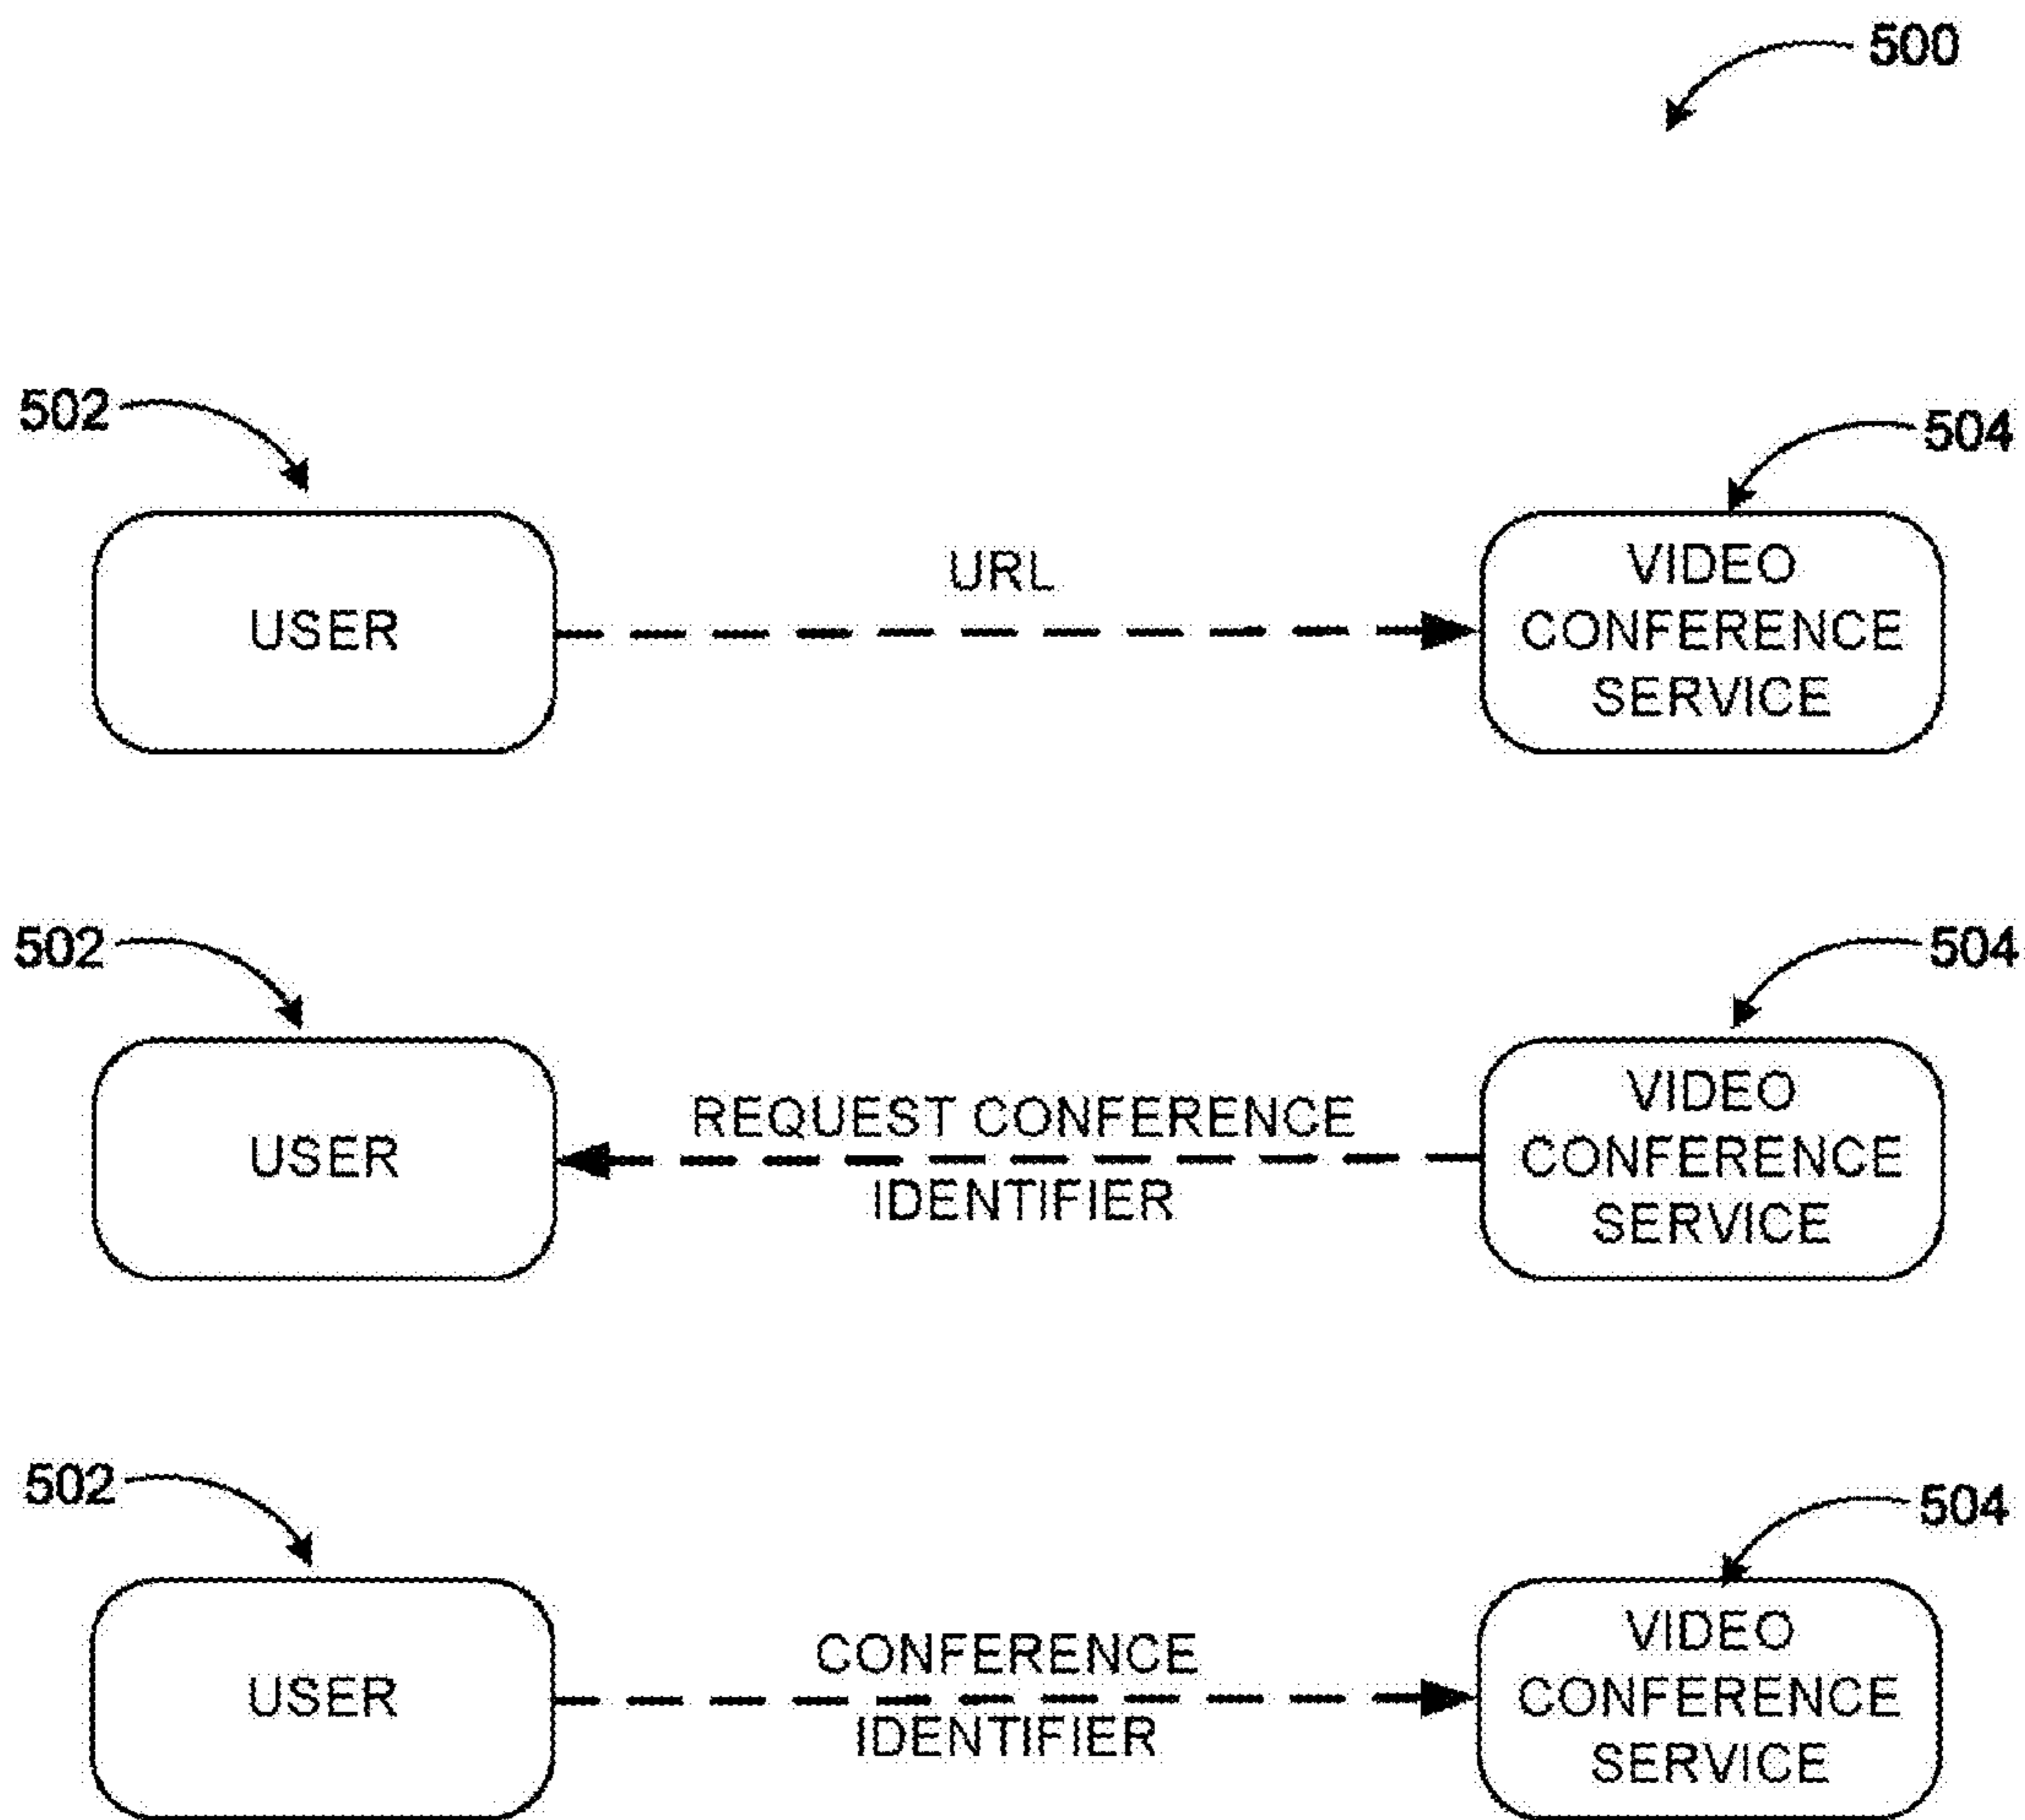 500
502
504
URL
USER
VIDEO
CONFERENCE
SERVICE
502
504
USER
REQUEST CONFERENCE
IDENTIFIER
VIDEO
CONFERENCE
SERVICE
502
504
USER
CONFERENCE
IDENTIFIER
VIDEO
CONFERENCE
SERVICE